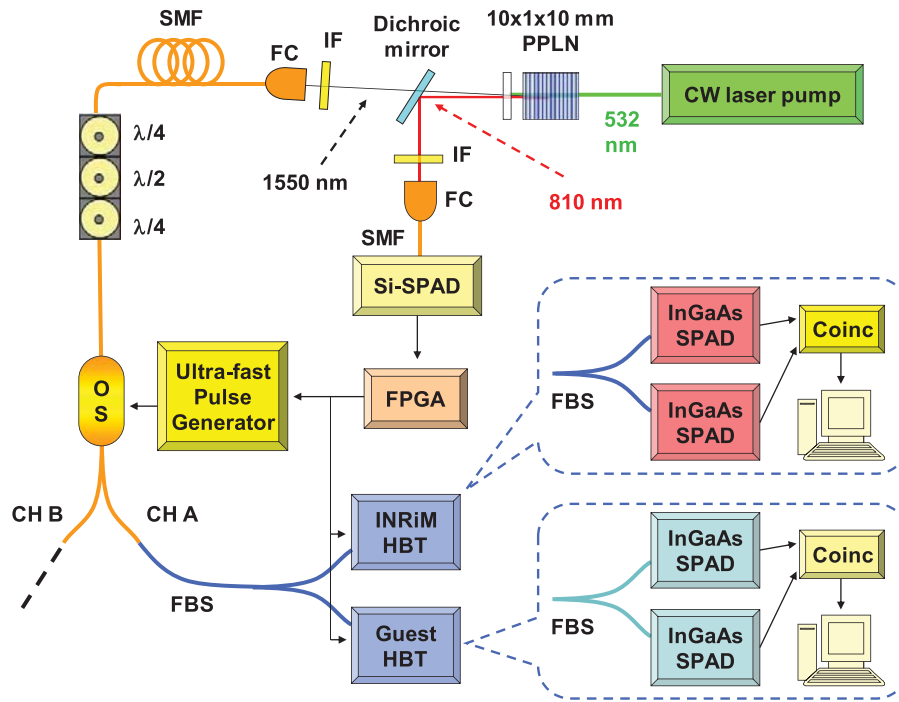 SMF
FC
IF
Dichroic
mirror
10x1x10 mm
PPLN
CW laser pump
532
nm
λ/4
λ/2
λ/4
1550 nm
IF
810 nm
FC
SMF
Si-SPAD
FPGA
Ultra-fast
Pulse
Generator
O
S
CH B
CH A
FBS
INRiM
HBT
Guest
HBT
InGaAs
SPAD
Coinc
FBS
InGaAs
SPAD
InGaAs
SPAD
Coinc
FBS
InGaAs
SPAD